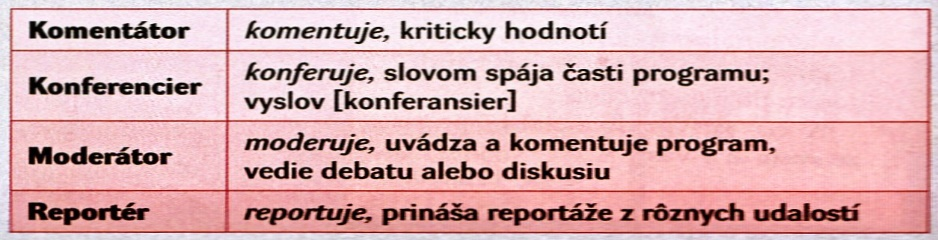 Komentátor komentuje, kriticky hodnotí
Konferencier konferuje, slovom spája časti programu;
vyslov [konferansier]
Moderátor moderuje, uvádza a komentuje program,
vedie debatu alebo diskusiu
Reportér reportuje, prináša reportáže z rôznych udalostí